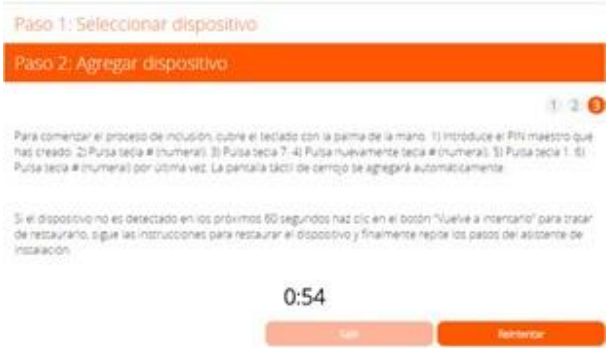 Paso 1: Seleccionar dispositivo
Paso 2: Agregar dispositivo
1 2 3
Para comenzar el proceso de inclusión, cubre el teclado con la palma de la mano. 1) Introduce el PIN maestro que
has creado. 2) Pulsa tecla # (numeral). 3) Pulsa tecla 7. 4) Pulsa nuevamente tecla # (numeral). 5) Pulsa tecla 1. 6)
Pulsa tecla # (numeral) por última vez. La pantalla táctil de cerrojo se agregará automáticamente.
Si el dispositivo no es detectado en los próximos 60 segundos haz clic en el botón "Vuelve a intentarlo" para tratar
de restaurarlo, sigue las instrucciones para restaurar el dispositivo y finalmente repite los pasos del asistente de
instalación.
0:54
Salir
Reintentar